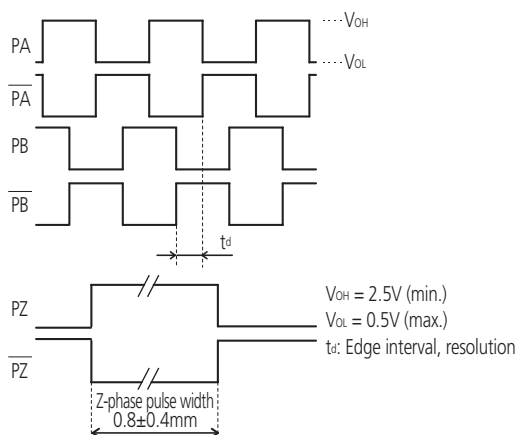 PA
VOH
VOL
PA
PB
PB
td
PZ
PZ
Z-phase pulse width
0.8±0.4mm
VOH = 2.5V (min.)
VOL = 0.5V (max.)
td: Edge interval, resolution